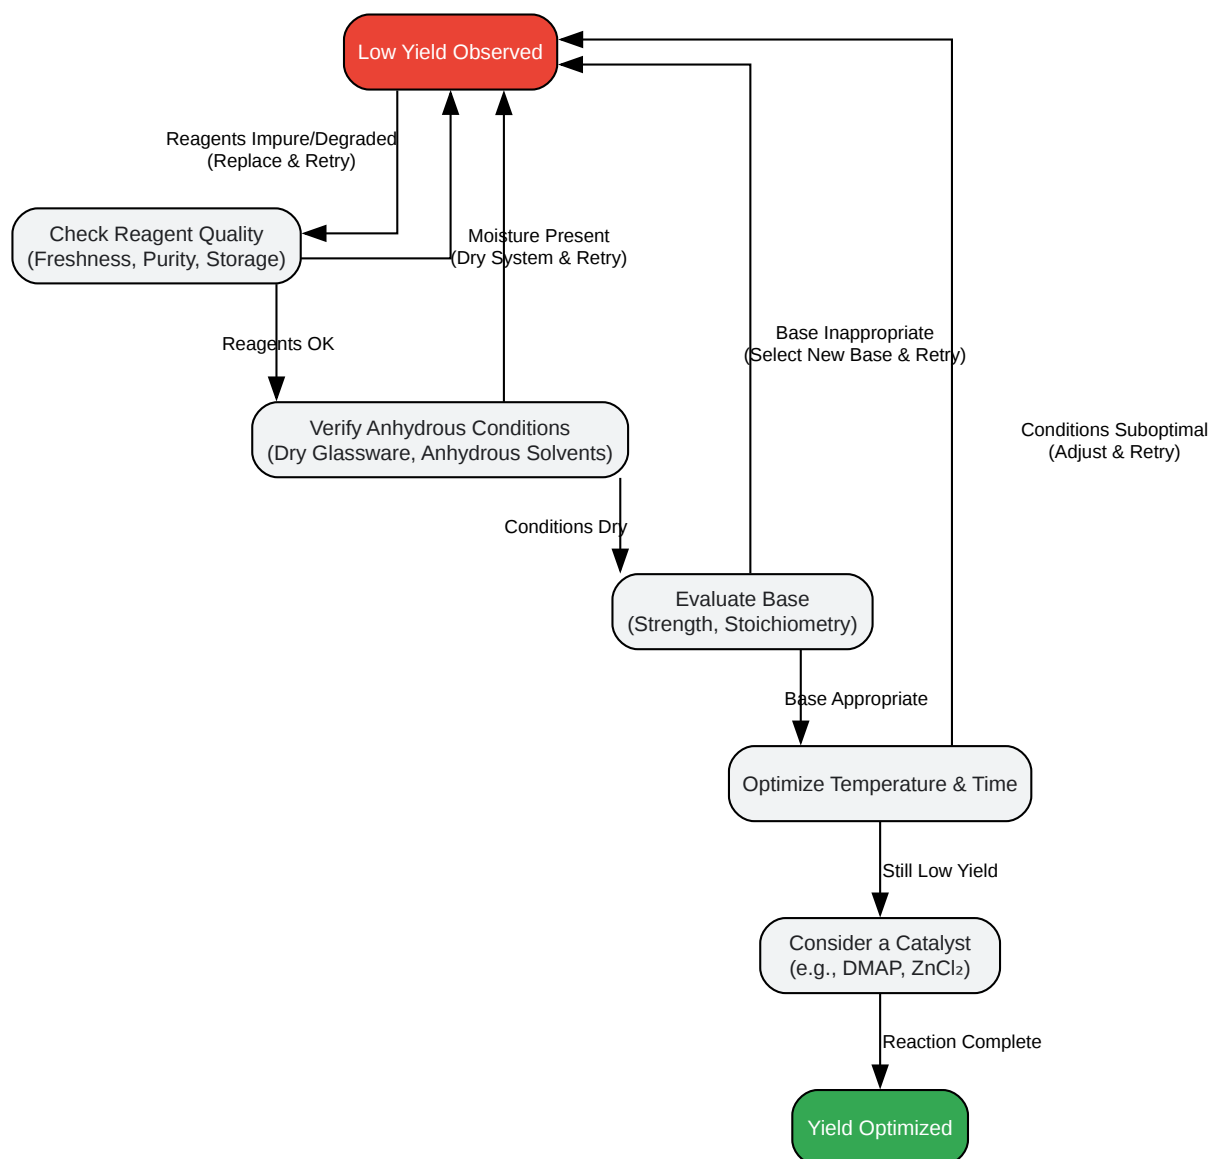 Low Yield Observed
Reagents Impure/Degraded
(Replace & Retry)
Check Reagent Quality
(Freshness, Purity, Storage)
Moisture Present
(Dry System & Retry)
Reagents OK
Base Inappropriate
(Select New Base & Retry)
Verify Anhydrous Conditions
(Dry Glassware, Anhydrous Solvents)
Conditions Suboptimal
(Adjust & Retry)
Conditions Dry
Evaluate Base
(Strength, Stoichiometry)
Base Appropriate
Optimize Temperature & Time
Still Low Yield
Consider a Catalyst
(e.g., DMAP, ZnCl₂)
Reaction Complete
Yield Optimized